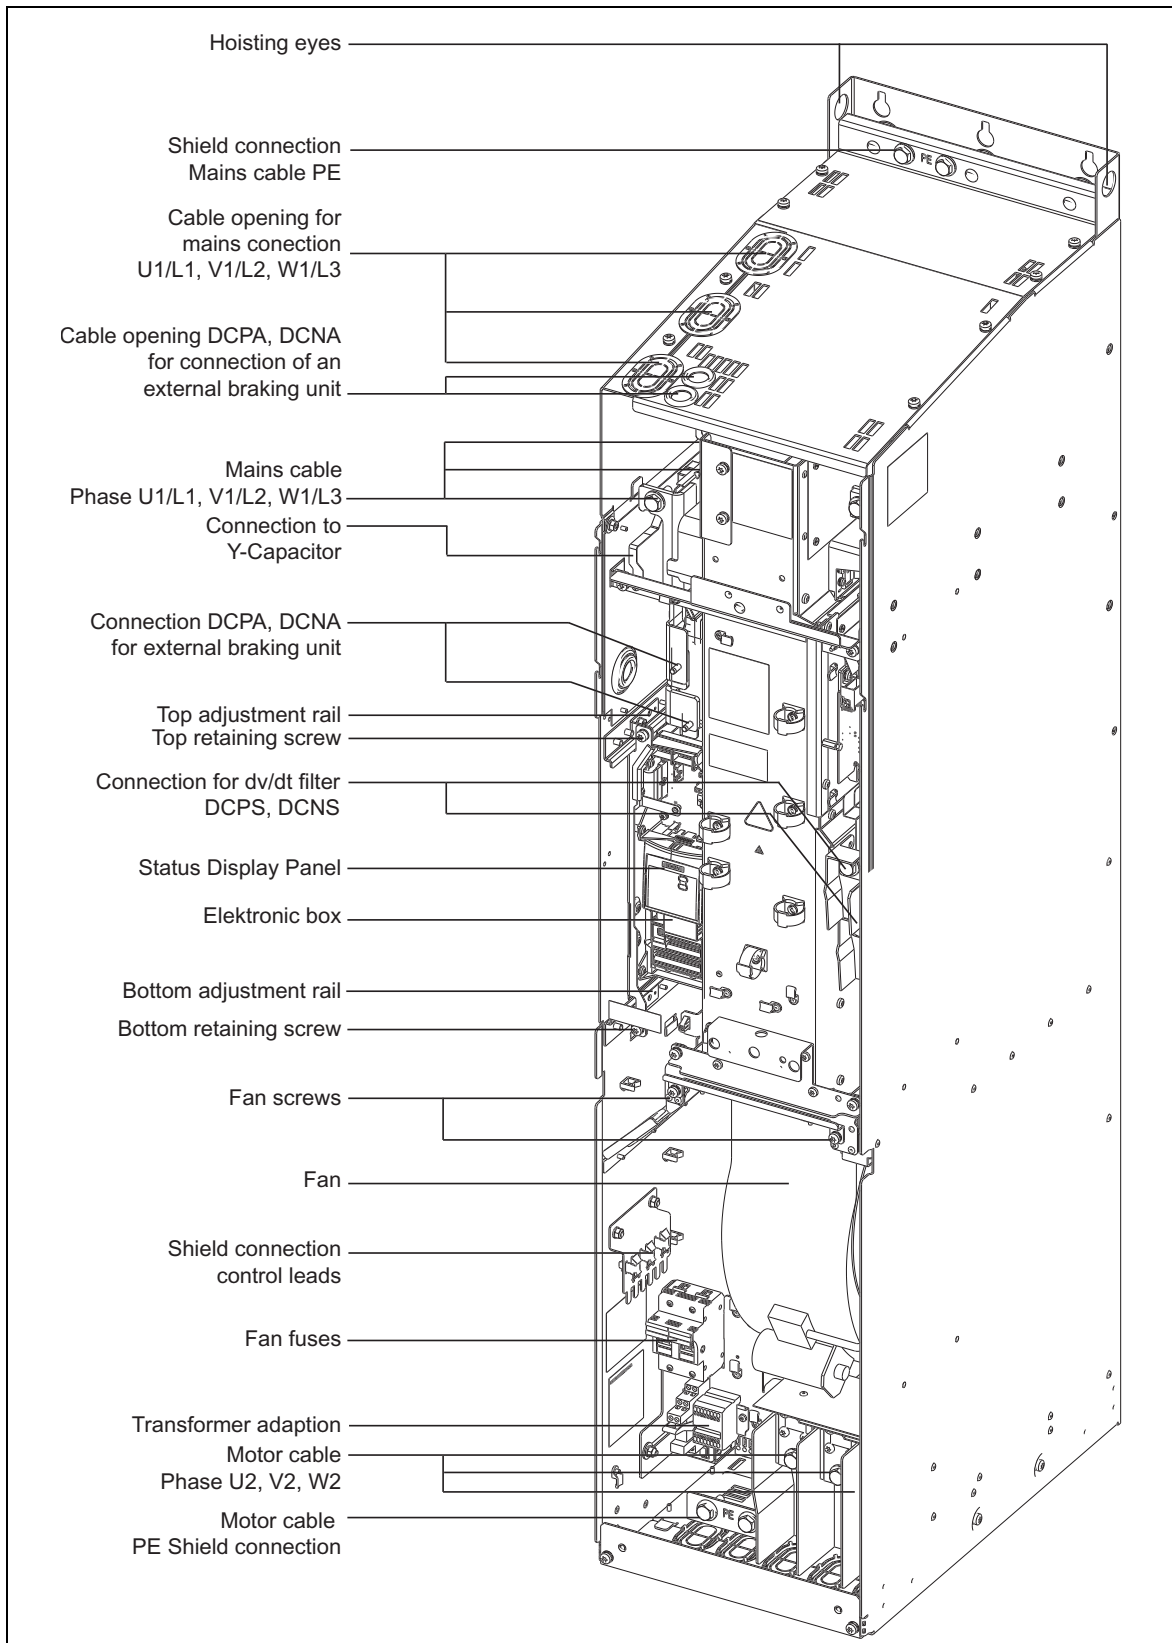 Hoisting eyes
Shield connection
Mains cable PE
PE
Cable opening for
mains conection
U1/L1, V1/L2, W1/L3
Cable opening DCPA, DCNA
for connection of an
external braking unit
Mains cable
Phase U1/L1, V1/L2, W1/L3
Connection to
Y-Capacitor
Connection DCPA, DCNA
for external braking unit
Top adjustment rail
Top retaining screw
Connection for dv/dt filter
DCPS, DCNS
Status Display Panel
Elektronic box
Bottom adjustment rail
Bottom retaining screw
Fan screws
Fan
Shield connection
control leads
Fan fuses
Transformer adaption
Motor cable
Phase U2, V2, W2
Motor cable
PE Shield connection
PE